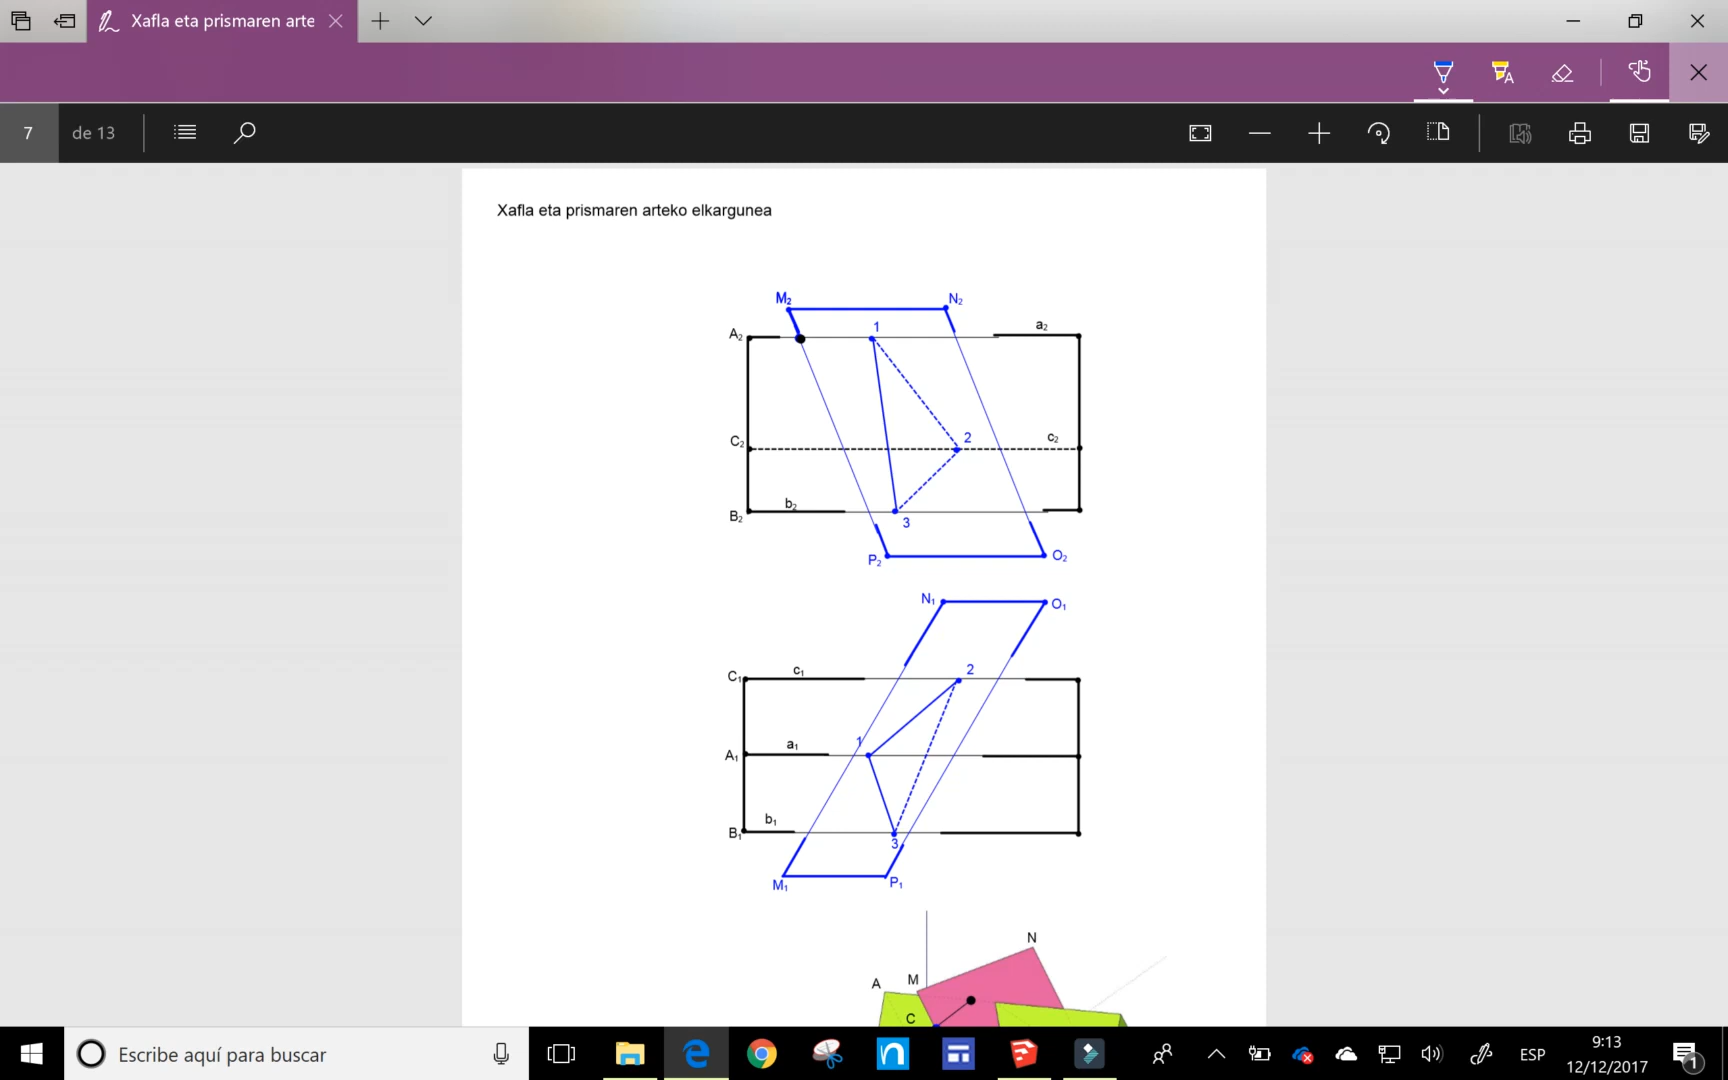 Xafla eta prismaren arte
7 de 13
Xafla eta prismaren arteko elkargunea
M₂ N₂
A₂ 1 a₂
C₂ 2 c₂
B₂ b₂ 3
P₂ O₂
N₁ O₁
C₁ c₁ 2
A₁ a₁ 1
B₁ b₁ 3
M₁ P₁
N
A M
C
Escribe aquí para buscar
ESP
9:13
12/12/2017
1